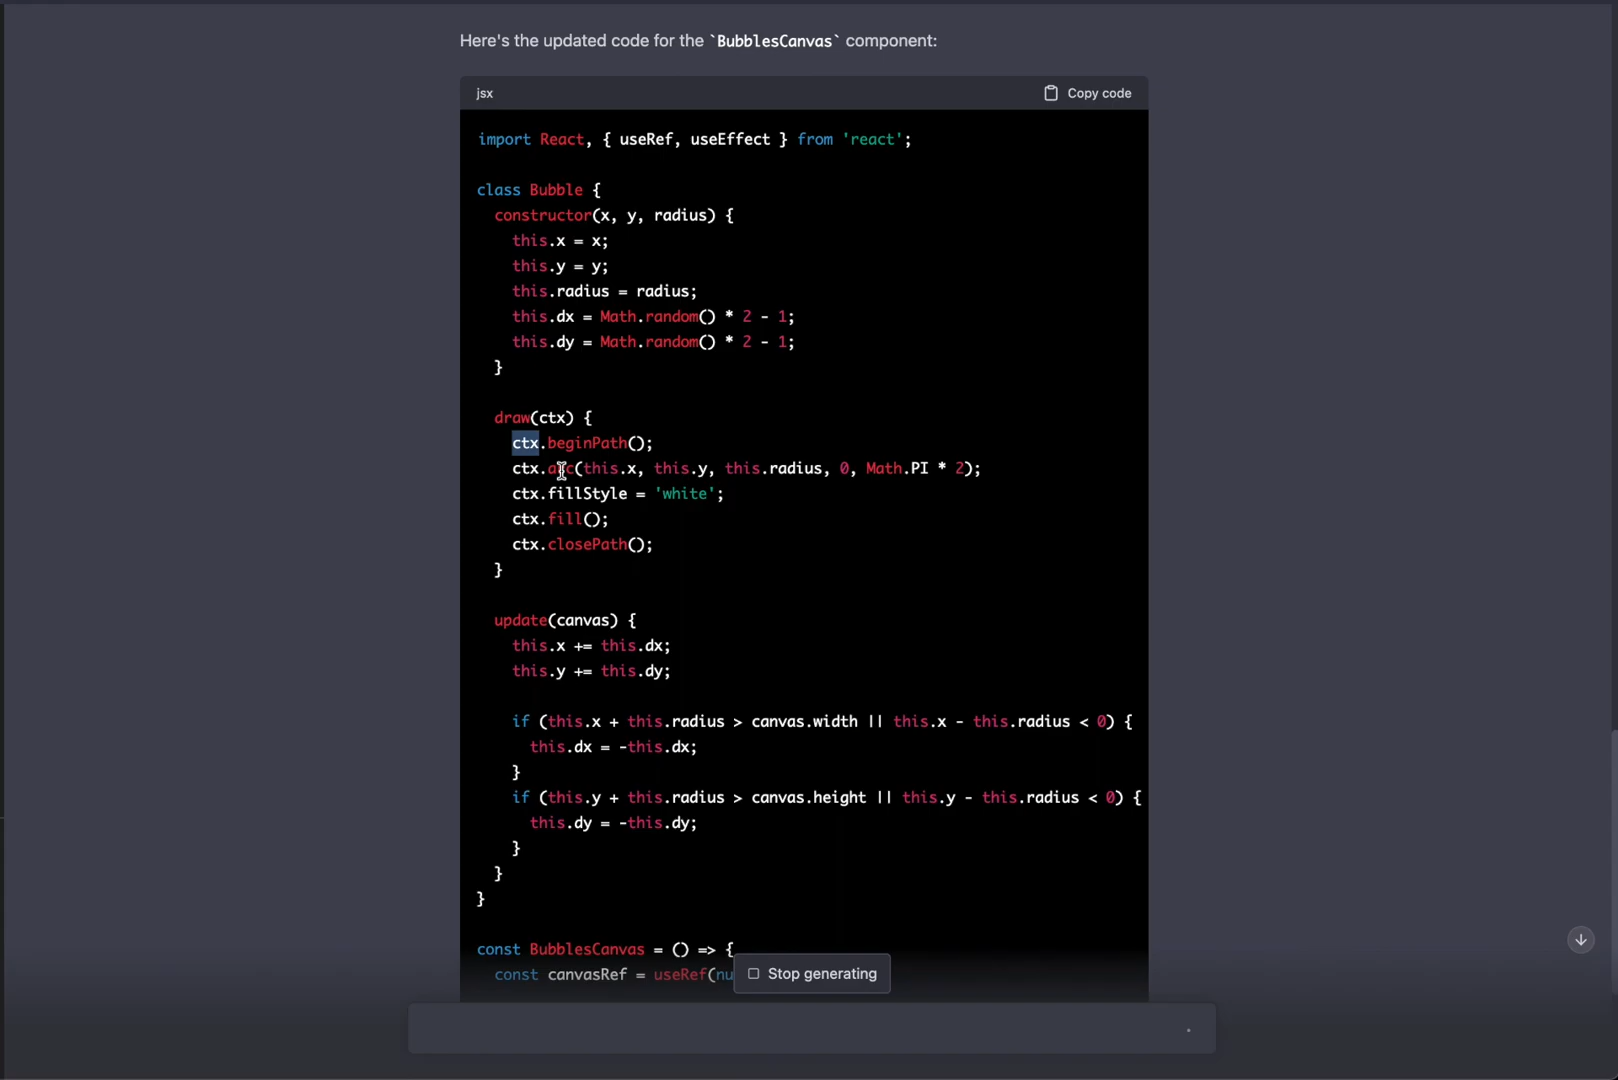 Here's the updated code for the `BubblesCanvas` component:
jsx
Copy code
import React, { useRef, useEffect } from 'react';
class Bubble {
constructor(x, y, radius) {
this.x = x;
this.y = y;
this.radius = radius;
this.dx = Math.random() * 2 - 1;
this.dy = Math.random() * 2 - 1;
}
draw(ctx) {
ctx.beginPath();
ctx.arc(this.x, this.y, this.radius, 0, Math.PI * 2);
ctx.fillStyle = 'white';
ctx.fill();
ctx.closePath();
}
update(canvas) {
this.x += this.dx;
this.y += this.dy;
if (this.x + this.radius > canvas.width || this.x - this.radius < 0) {
this.dx = -this.dx;
}
if (this.y + this.radius > canvas.height || this.y - this.radius < 0) {
this.dy = -this.dy;
}
}
}
const BubblesCanvas = () => {
const canvasRef = useRef(nu
Stop generating